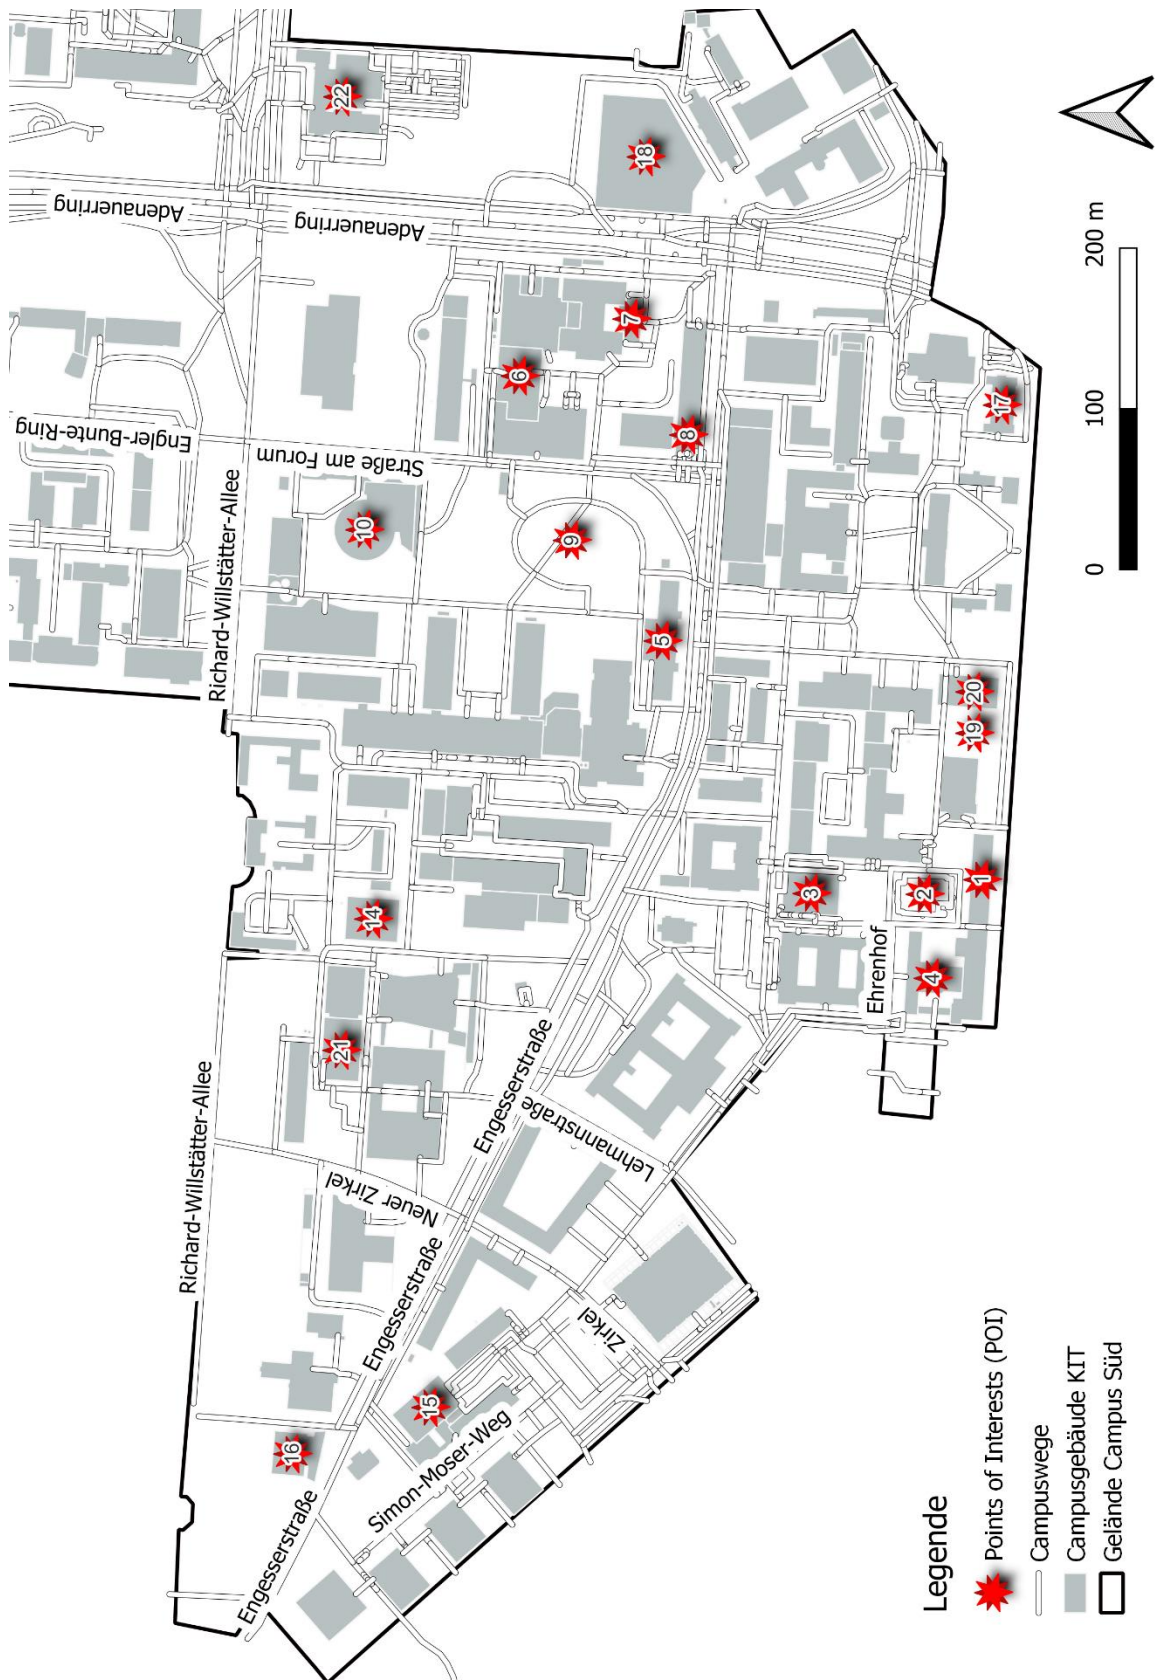 Engler-Bunte-Ring
Adenauerring
Richard-Willstätter-Allee
Richard-Willstätter-Allee
Engesserstraße
16
Straße am Forum
Adenauerring
21
22
10
14
Neuer Zirkel
Engesserstraße
15
Simon-Moser-Weg
Engesserstraße
6
9
Lehmannstraße
Zirkel
7
18
5
8
3
Ehrenhof
2
4
19
20
1
17
Legende
Points of Interests (POI)
Campuswege
Campusgebäude KIT
Gelände Campus Süd
0 100 200 m